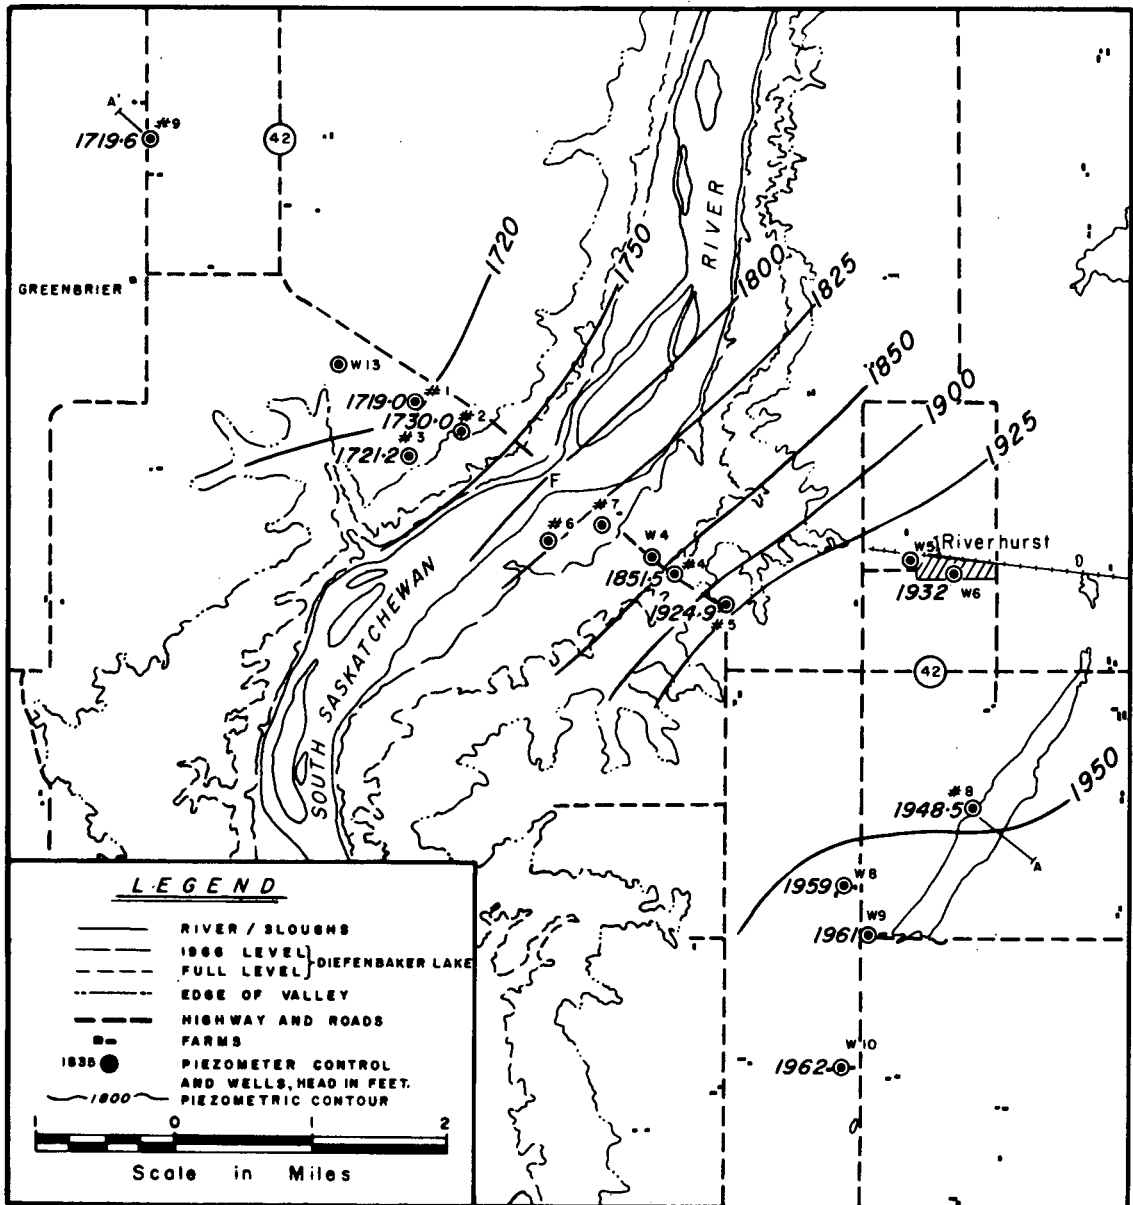 A'
#9
1719.6
42
RIVER
1720
1750
1800
1825
GREENBRIER
1850
W13
#1
1719.0
#2
1730.0
#3
1721.2
1900
1925
F
#7
#6
W4
#4
1851.5
W5
Riverhurst
1932
W6
?
1924.9
#5
SOUTH SASKATCHEWAN
42
#8
1948.5
1950
A
W8
1959
W9
1961
W10
1962
LEGEND
RIVER / SLOUGHS
1966 LEVEL
FULL LEVEL
DIEFENBAKER LAKE
EDGE OF VALLEY
HIGHWAY AND ROADS
FARMS
1835
PIEZOMETER CONTROL
AND WELLS, HEAD IN FEET.
1800
PIEZOMETRIC CONTOUR
1 0 1 2
Scale in Miles